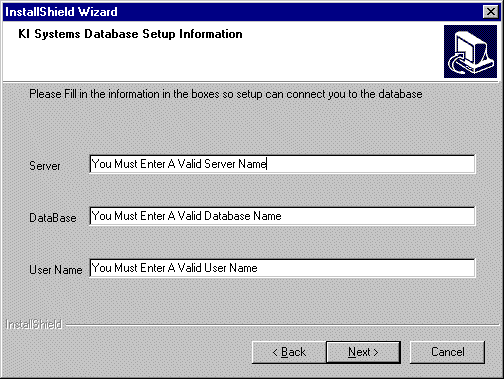 InstallShield Wizard
KI Systems Database Setup Information
Please Fill in the information in the boxes so setup can connect you to the database
Server You Must Enter A Valid Server Name
DataBase You Must Enter A Valid Database Name
User Name You Must Enter A Valid User Name
InstallShield
< Back Next > Cancel